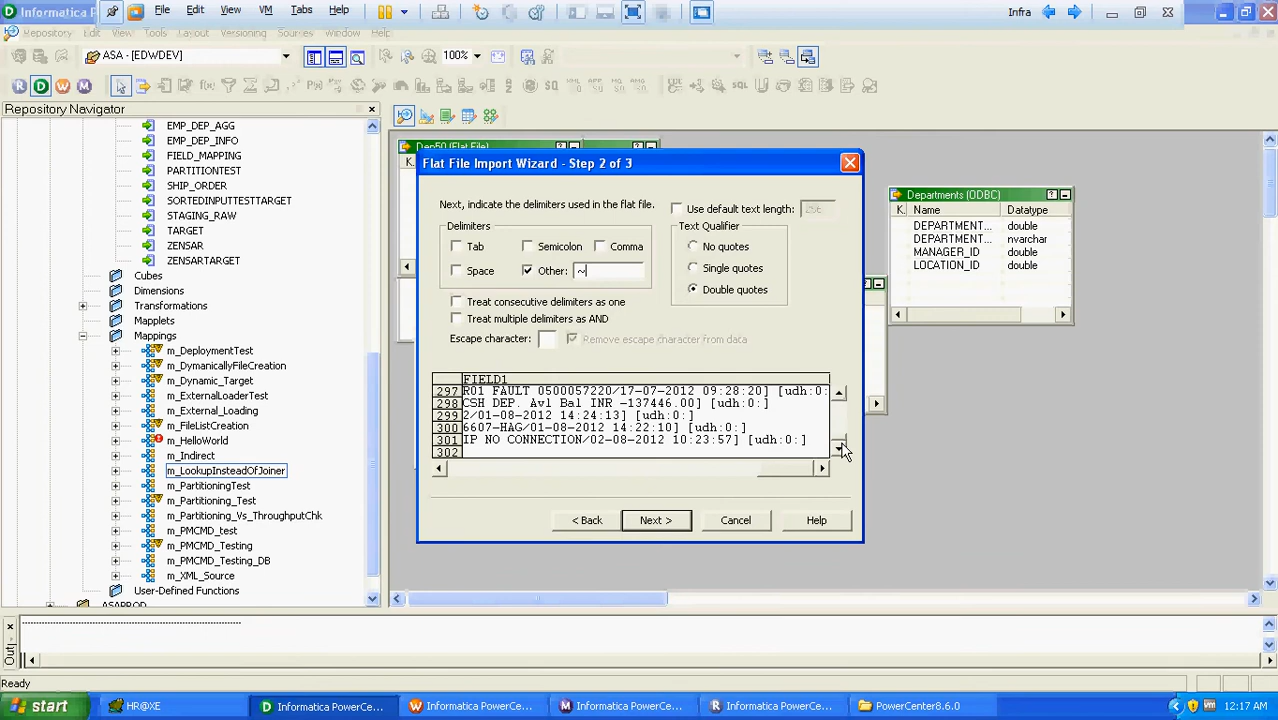 Informatica P
File
Edit
View
VM
Tabs
Help
Infra
Repository
Edit
View
Tools
Layout
Versioning
Sources
Window
Help
ASA - [EDWDEV]
100%
Repository Navigator
EMP_DEP_AGG
EMP_DEP_INFO
FIELD_MAPPING
PARTITIONTEST
SHIP_ORDER
SORTEDINPUTTESTTARGET
STAGING_RAW
TARGET
ZENSAR
ZENSARTARGET
Cubes
Dimensions
Transformations
Mapplets
Mappings
m_DeploymentTest
m_DymanicallyFileCreation
m_Dynamic_Target
m_ExternalLoaderTest
m_External_Loading
m_FileListCreation
m_HelloWorld
m_Indirect
m_LookupInsteadOfJoiner
m_PartitioningTest
m_Partitioning_Test
m_Partitioning_Vs_ThroughputChk
m_PMCMD_test
m_PMCMD_Testing
m_PMCMD_Testing_DB
m_XML_Source
User-Defined Functions
ASAPROD
Dep50 (Flat File)
K.
Flat File Import Wizard - Step 2 of 3
Next, indicate the delimiters used in the flat file.
Use default text length:
Delimiters
Tab
Semicolon
Comma
Space
Other:
~
Text Qualifier
No quotes
Single quotes
Double quotes
Treat consecutive delimiters as one
Treat multiple delimiters as AND
Escape character:
Remove escape character from data
FIELD1
297 R01 FAULT 0500057220/17-07-2012 09:28:20] [udh:0:
298 CSH DEP. Avl Bal INR -137446.00] [udh:0:]
299 2/01-08-2012 14:24:13] [udh:0:]
300 6607-HAG/01-08-2012 14:22:10] [udh:0:]
301 IP NO CONNECTION/02-08-2012 10:23:57] [udh:0:]
302
< Back
Next >
Cancel
Help
Departments (ODBC)
K. Name Datatype
DEPARTMENT... double
DEPARTMENT... nvarchar
MANAGER_ID double
LOCATION_ID double
Ready
start
HR@XE
Informatica PowerCe...
Informatica PowerCe...
Informatica PowerCe...
Informatica PowerCe...
PowerCenter8.6.0
12:17 AM